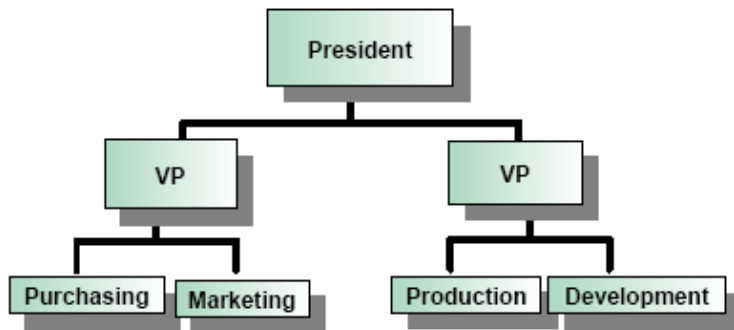 President
VP
VP
Purchasing
Marketing
Production
Development